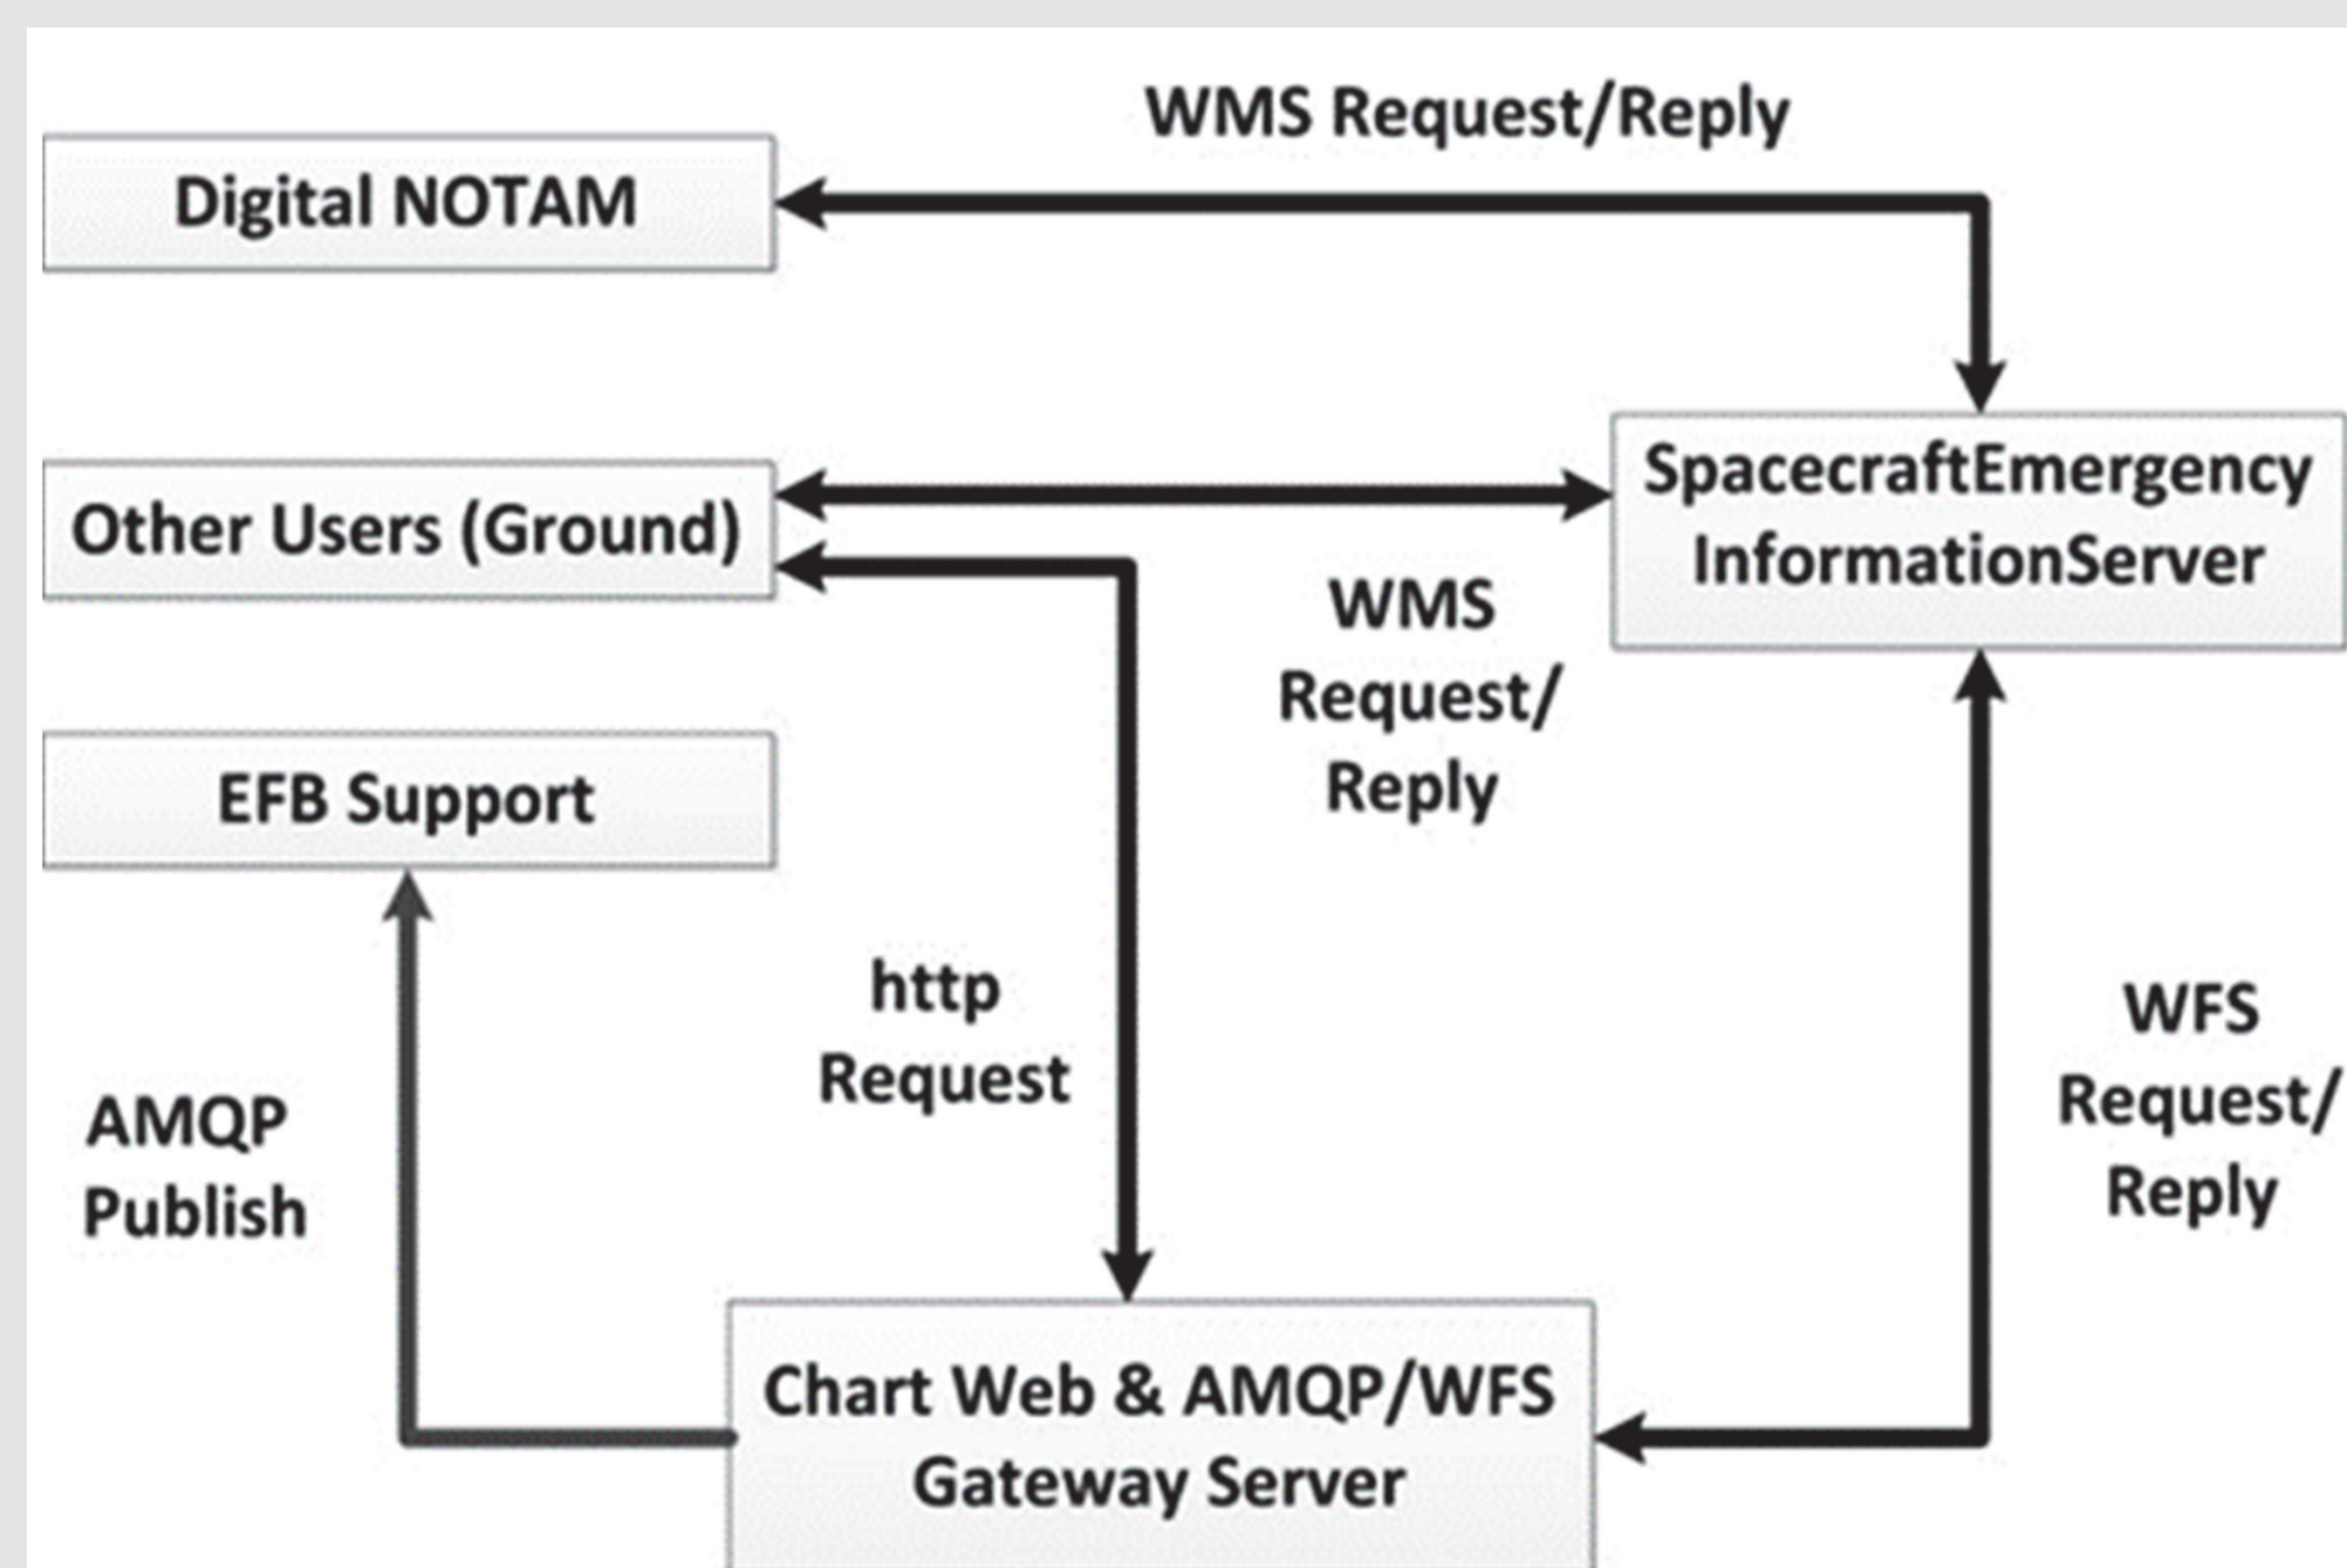 WMS Request/Reply
Digital NOTAM
SpacecraftEmergency
InformationServer
Other Users (Ground)
WMS
Request/
Reply
EFB Support
http
Request
WFS
Request/
Reply
AMQP
Publish
Chart Web & AMQP/WFS
Gateway Server